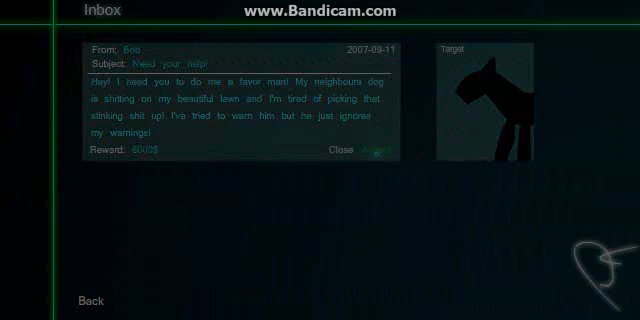 Inbox
www.Bandicam.com
From: Bob 2007-09-11
Subject: Need your help!
Hey! I need you to do me a favor man! My neighbours dog
is shitting on my beautiful lawn and I'm tired of picking that
stinking shit up! I've tried to warn him but he just ignores
my warnings!
Reward: 6000$ Close Accept
Target
Back